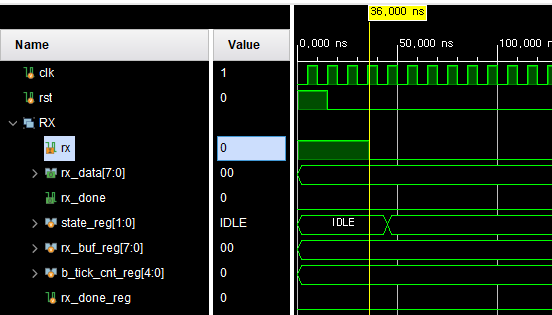 36,000 ns
Name Value 0,000 ns 50,000 ns 100,000 ns
clk 1
rst 0
RX
rx 0
rx_data[7:0] 00
rx_done 0
state_reg[1:0] IDLE IDLE
rx_buf_reg[7:0] 00
b_tick_cnt_reg[4:0] 0
rx_done_reg 0